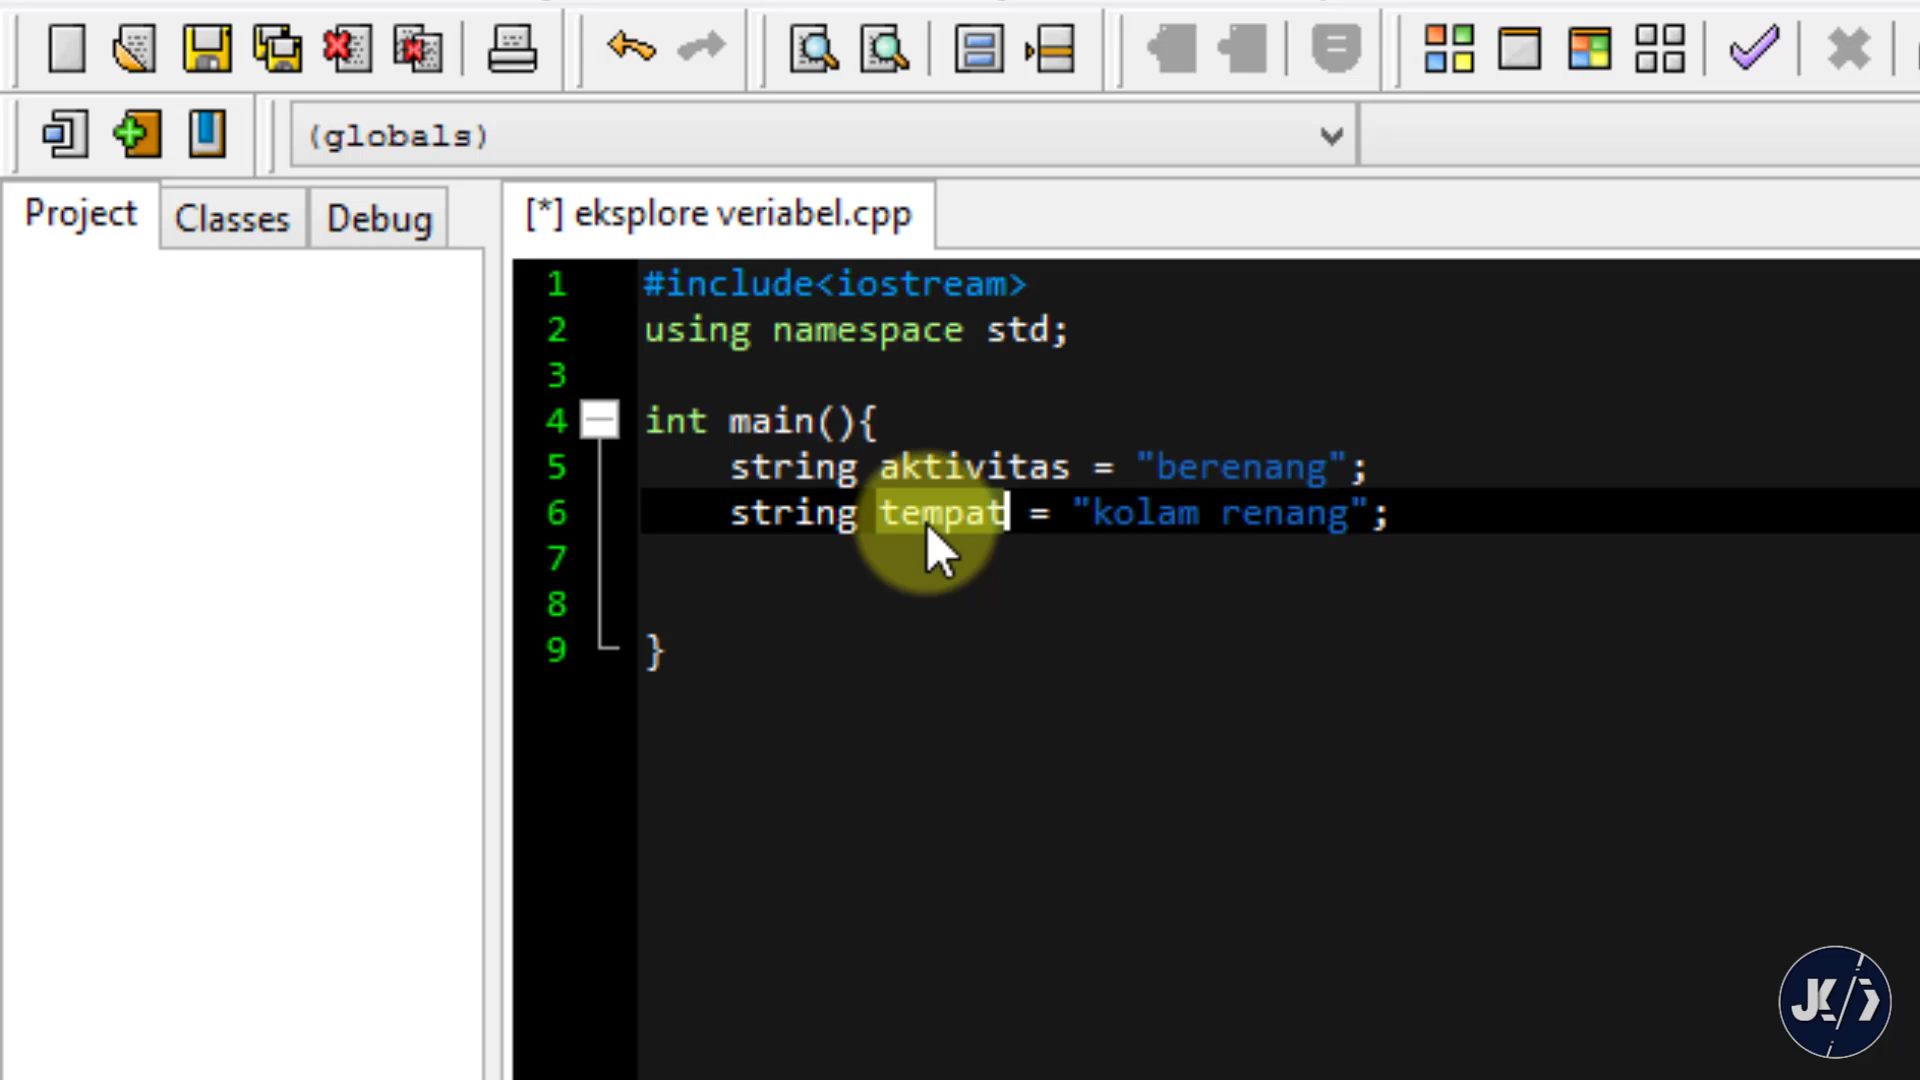 (globals)
Project
Classes
Debug
[*] eksplore veriabel.cpp
1 #include<iostream>
2 using namespace std;
3
4 int main(){
5 string aktivitas = "berenang";
6 string tempat = "kolam renang";
7
8
9 }
JK/>